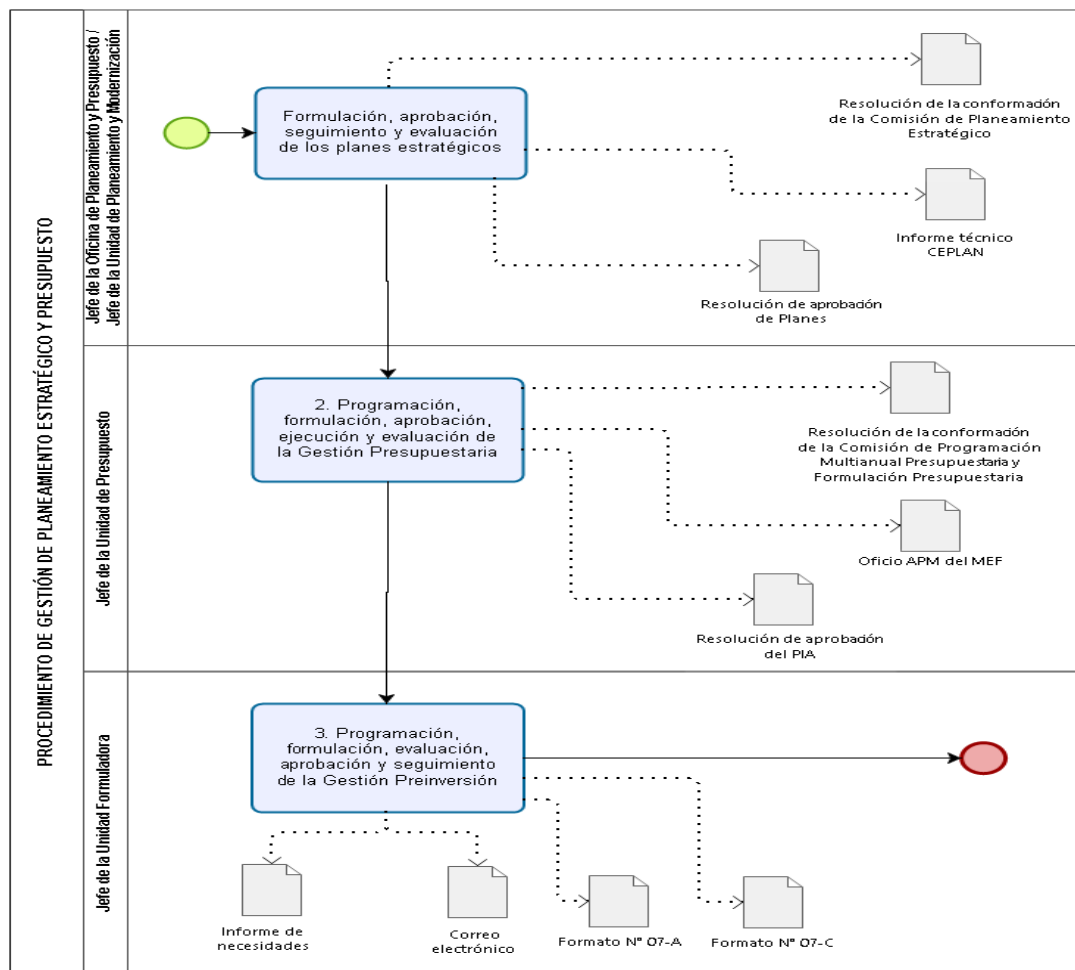 PROCEDIMIENTO DE GESTIÓN DE PLANEAMIENTO ESTRATÉGICO Y PRESUPUESTO
Jefe de la Oficina de Planeamiento y Presupuesto /
Jefe de la Unidad de Planeamiento y Modernización
Formulación, aprobación,
seguimiento y evaluación
de los planes estratégicos
Resolución de la conformación
de la Comisión de Planeamiento
Estratégico
Informe técnico
CEPLAN
Resolución de aprobación
de Planes
Jefe de la Unidad de Presupuesto
2. Programación,
formulación, aprobación,
ejecución y evaluación de
la Gestión Presupuestaria
Resolución de la conformación
de la Comisión de Programación
Multianual Presupuestaria y
Formulación Presupuestaria
Oficio APM del MEF
Resolución de aprobación
del PIA
Jefe de la Unidad Formuladora
3. Programación,
formulación, evaluación,
aprobación y seguimiento
de la Gestión Preinversión
Informe de
necesidades
Correo
electrónico
Formato N° 07-A
Formato N° 07-C